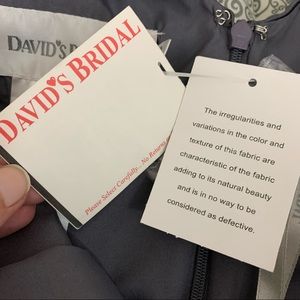 DAVID'S B
DAVID'S BRIDAL
Please Select Carefully. No Returns
The irregularities and
variations in the color and
texture of this fabric are
characteristic of the fabric
adding to its natural beauty
and is in no way to be
considered as defective.